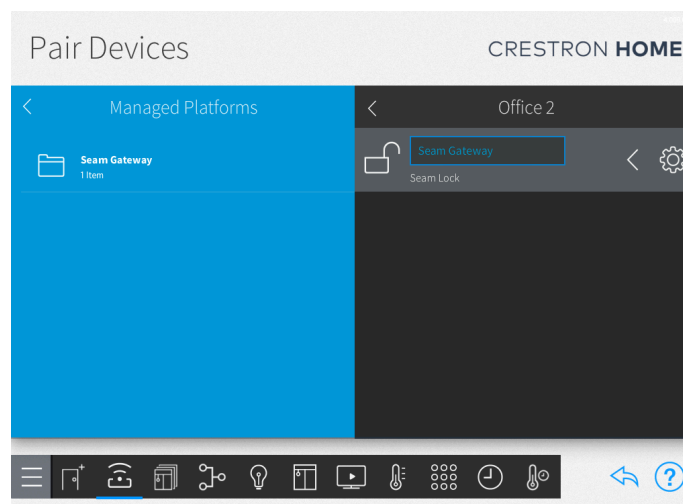 Pair Devices
CRESTRON HOME
Managed Platforms
Office 2
Seam Gateway
1 Item
Seam Gateway
Seam Lock
?